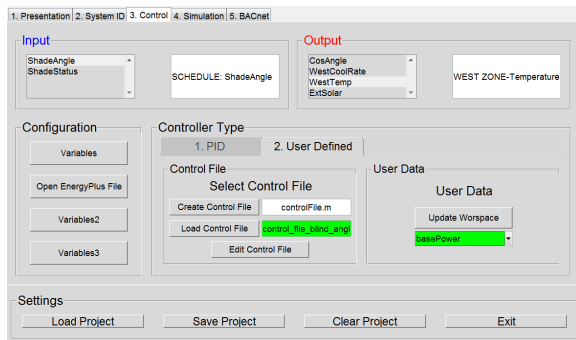 1. Presentation 2. System ID 3. Control 4. Simulation 5. BACnet
Input
ShadeAngle
ShadeStatus
SCHEDULE: ShadeAngle
Output
CosAngle
WestCoolRate
WestTemp
ExtSolar
WEST ZONE-Temperature
Configuration
Variables
Open EnergyPlus File
Variables2
Variables3
Controller Type
1. PID 2. User Defined
Control File
Select Control File
Create Control File controlFile.m
Load Control File control_file_blind_angl
Edit Control File
User Data
User Data
Update Worspace
basePower
Settings
Load Project Save Project Clear Project Exit